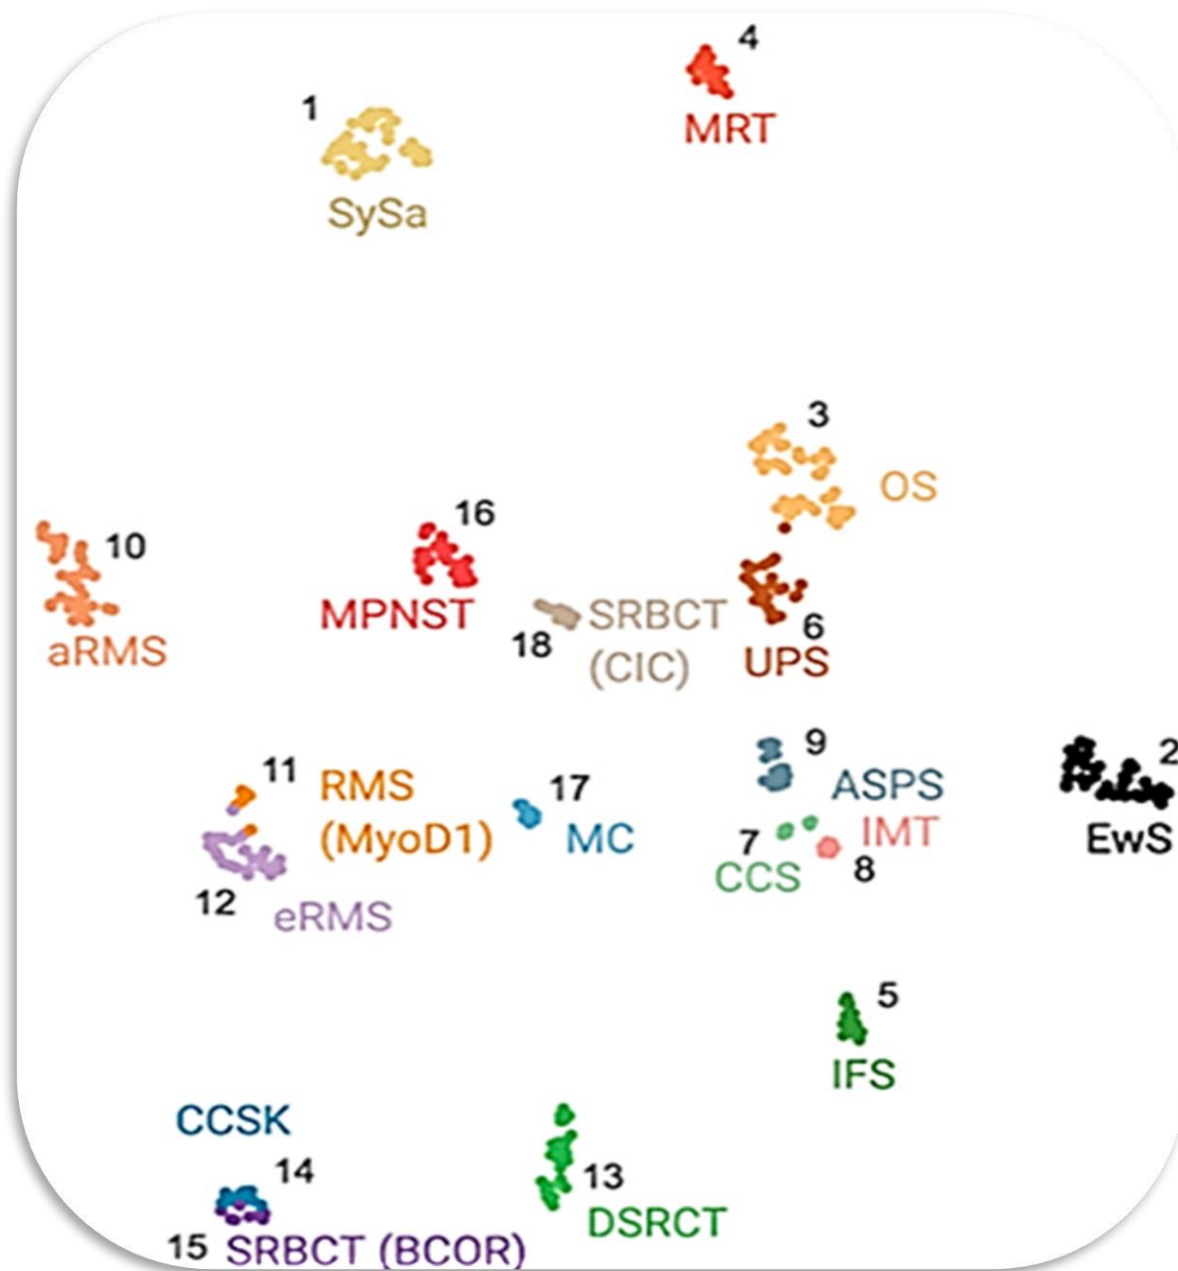 4
MRT
1
SySa
3
OS
10
aRMS
16
MPNST
18
SRBCT
(CIC)
6
UPS
9
ASPS
2
EwS
11
RMS
(MyoD1)
12
eRMS
17
MC
7
CCS
IMT
8
5
IFS
CCSK
14
15 SRBCT (BCOR)
13
DSRCT